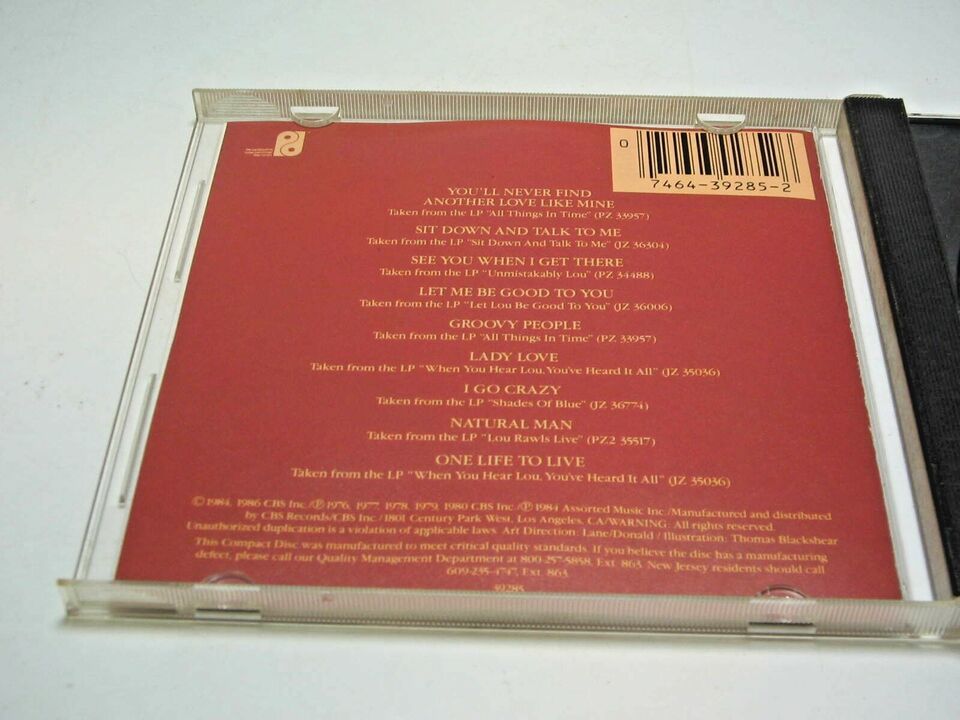 0
7464-39285-2
YOU'LL NEVER FIND
ANOTHER LOVE LIKE MINE
Taken from the LP "All Things In Time" (PZ 33957)
SIT DOWN AND TALK TO ME
Taken from the LP "Sit Down And Talk To Me" (JZ 36304)
SEE YOU WHEN I GET THERE
Taken from the LP "Unmistakably Lou" (PZ 34488)
LET ME BE GOOD TO YOU
Taken from the LP "Let Lou Be Good To You" (JZ 36006)
GROOVY PEOPLE
Taken from the LP "All Things In Time" (PZ 33957)
LADY LOVE
Taken from the LP "When You Hear Lou, You've Heard It All" (JZ 35036)
I GO CRAZY
Taken from the LP "Shades Of Blue" (JZ 36774)
NATURAL MAN
Taken from the LP "Lou Rawls Live" (PZ2 35517)
ONE LIFE TO LIVE
Taken from the LP "When You Hear Lou, You've Heard It All" (JZ 35036)
© 1984, 1986 CBS Inc./℗ 1976, 1977, 1978, 1979, 1980 CBS Inc./℗ 1984 Assorted Music Inc./Manufactured and distributed
by CBS Records/CBS Inc./1801 Century Park West, Los Angeles, CA/WARNING: All rights reserved.
Unauthorized duplication is a violation of applicable laws. Art Direction: Lane/Donald / Illustration: Thomas Blackshear
This Compact Disc was manufactured to meet critical quality standards. If you believe the disc has a manufacturing
defect, please call our Quality Management Department at 800-257-5858, Ext. 863. New Jersey residents should call
609-235-4747, Ext. 863.
39285